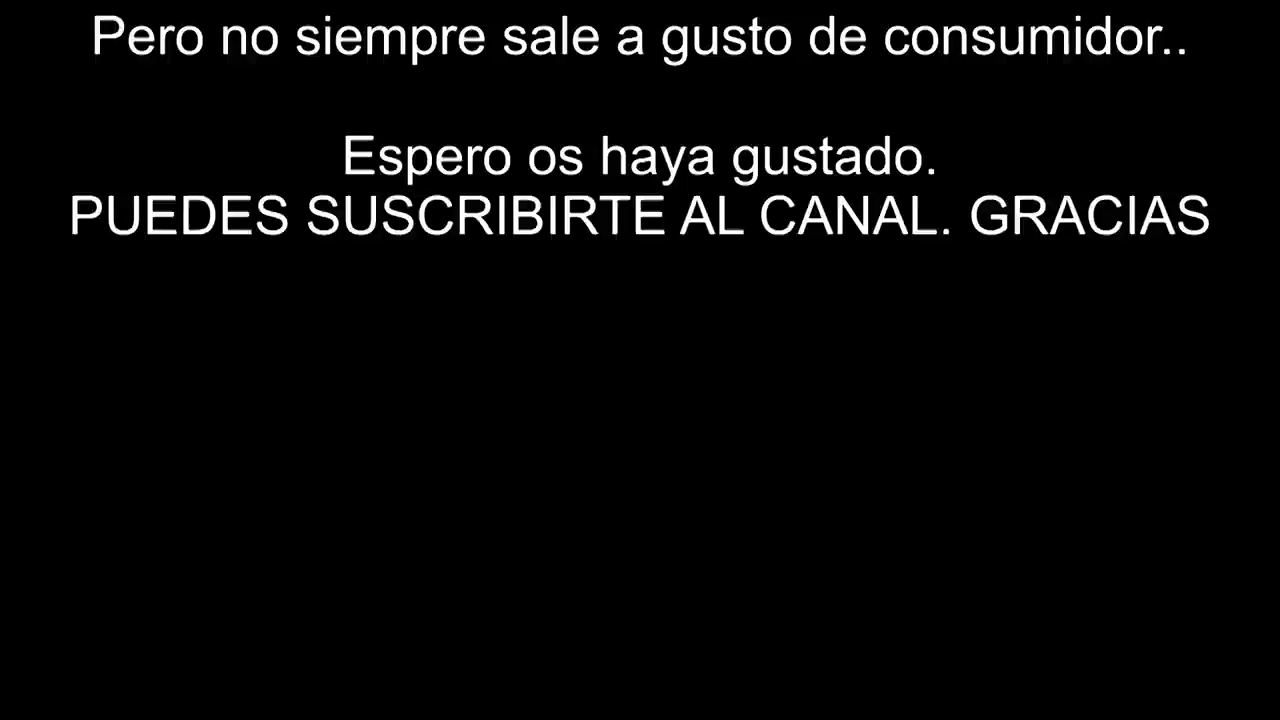 Pero no siempre sale a gusto de consumidor..
Espero os haya gustado.
PUEDES SUSCRIBIRTE AL CANAL. GRACIAS